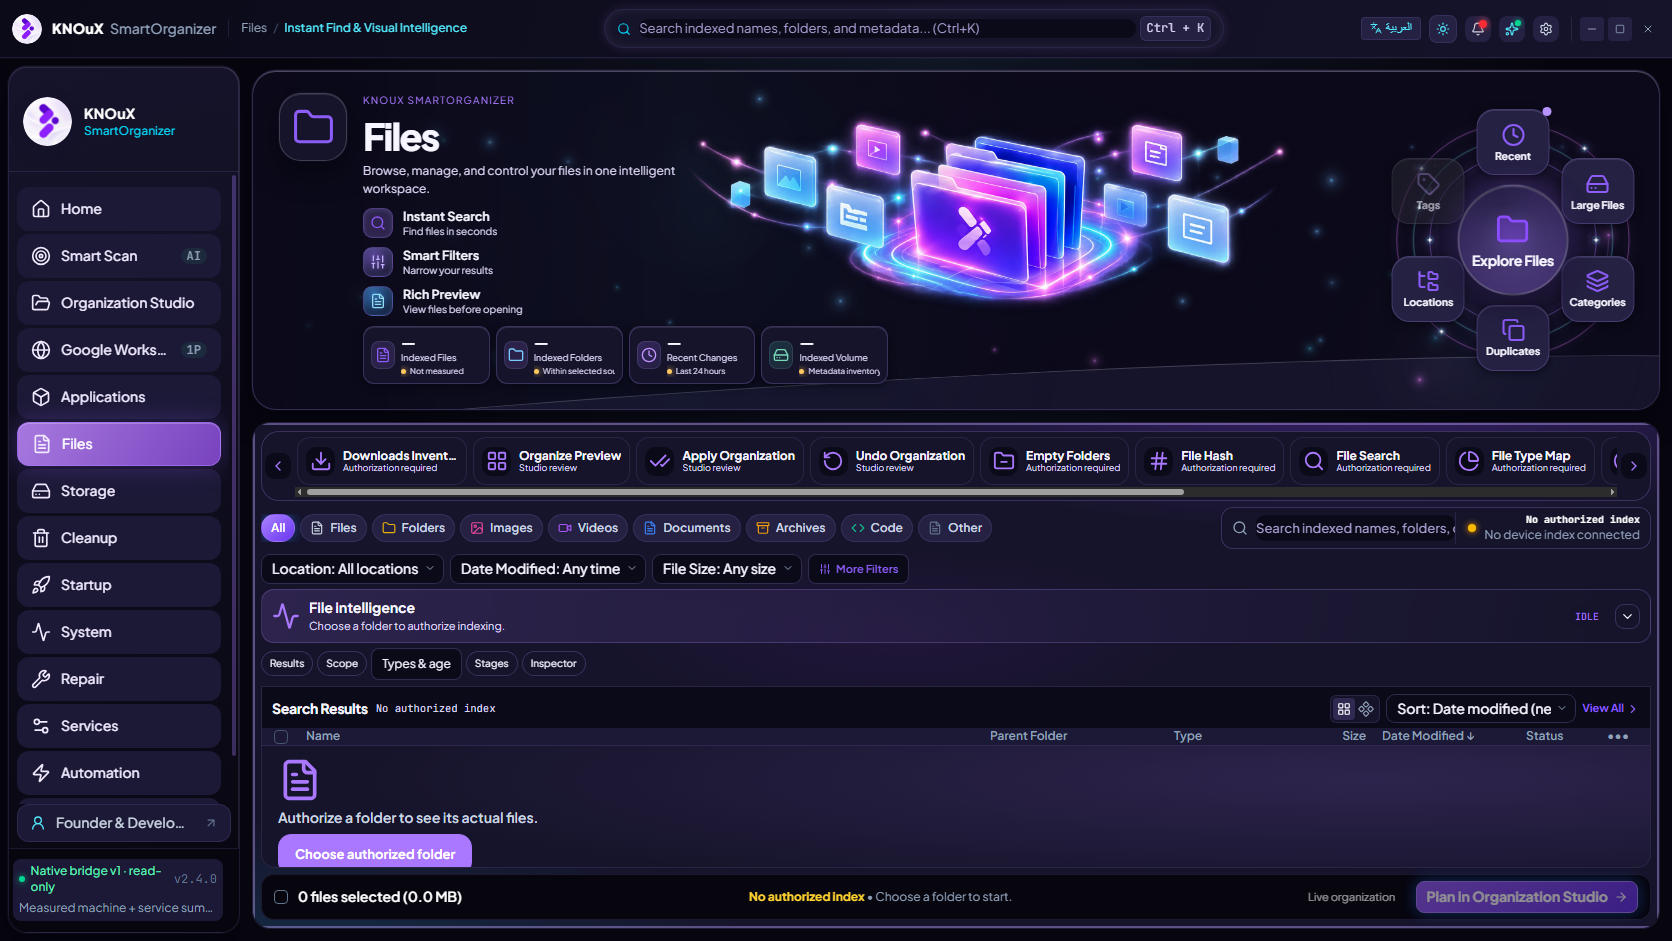 KNOuX SmartOrganizer
Files / Instant Find & Visual Intelligence
Search indexed names, folders, and metadata... (Ctrl+K)
Ctrl + K
العربية
KNOuX
SmartOrganizer
Home
Smart Scan AI
Organization Studio
Google Works... 1P
Applications
Files
Storage
Cleanup
Startup
System
Repair
Services
Automation
Founder & Develo...
Native bridge v1 · read-only
v2.4.0
Measured machine + service sum...
KNOUX SMARTORGANIZER
Files
Browse, manage, and control your files in one intelligent
workspace.
Instant Search
Find files in seconds
Smart Filters
Narrow your results
Rich Preview
View files before opening
—
Indexed Files
Not measured
—
Indexed Folders
Within selected sou
—
Recent Changes
Last 24 hours
—
Indexed Volume
Metadata inventory
Recent
Tags
Large Files
Explore Files
Locations
Categories
Duplicates
Downloads Invent...
Authorization required
Organize Preview
Studio review
Apply Organization
Studio review
Undo Organization
Studio review
Empty Folders
Authorization required
File Hash
Authorization required
File Search
Authorization required
File Type Map
Authorization required
All
Files
Folders
Images
Videos
Documents
Archives
Code
Other
Search indexed names, folders,
No authorized index
No device index connected
Location: All locations
Date Modified: Any time
File Size: Any size
More Filters
File intelligence
Choose a folder to authorize indexing.
IDLE
Results
Scope
Types & age
Stages
Inspector
Search Results No authorized index
Sort: Date modified (ne
View All
Name Parent Folder Type Size Date Modified ↓ Status
Authorize a folder to see its actual files.
Choose authorized folder
0 files selected (0.0 MB)
No authorized index • Choose a folder to start.
Live organization
Plan in Organization Studio →